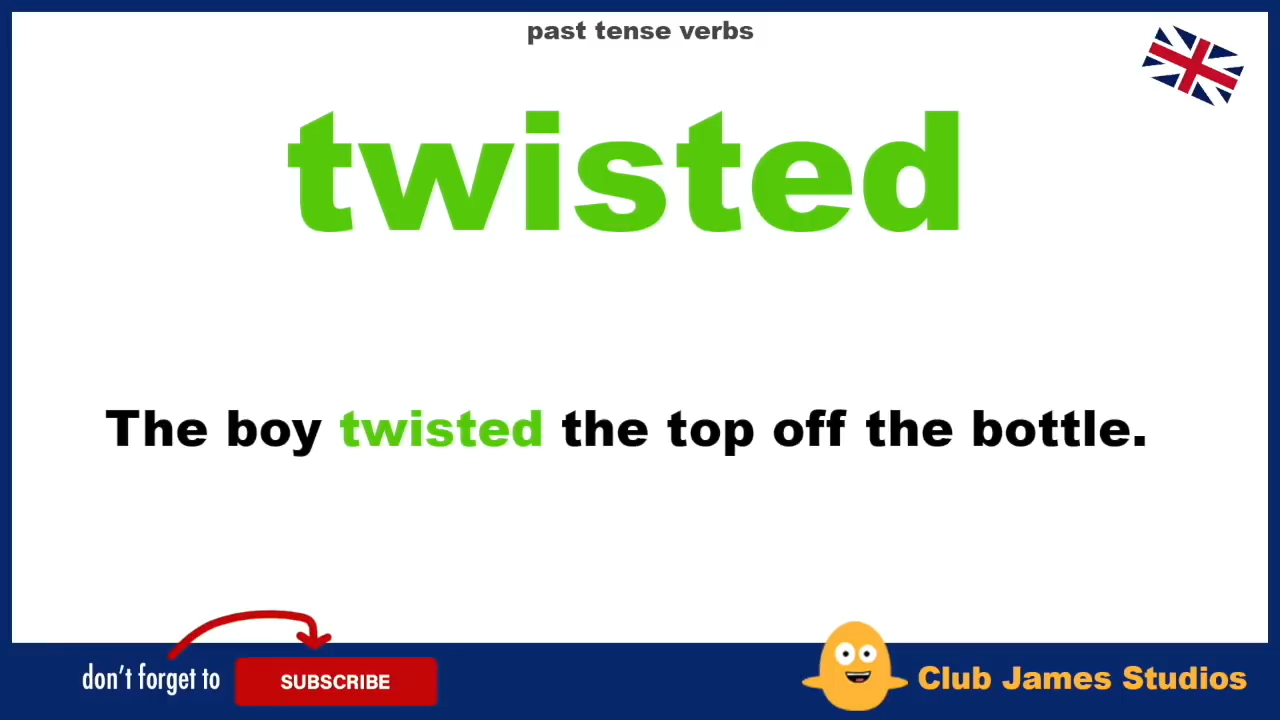 past tense verbs
twisted
The boy twisted the top off the bottle.
don't forget to
SUBSCRIBE
Club James Studios